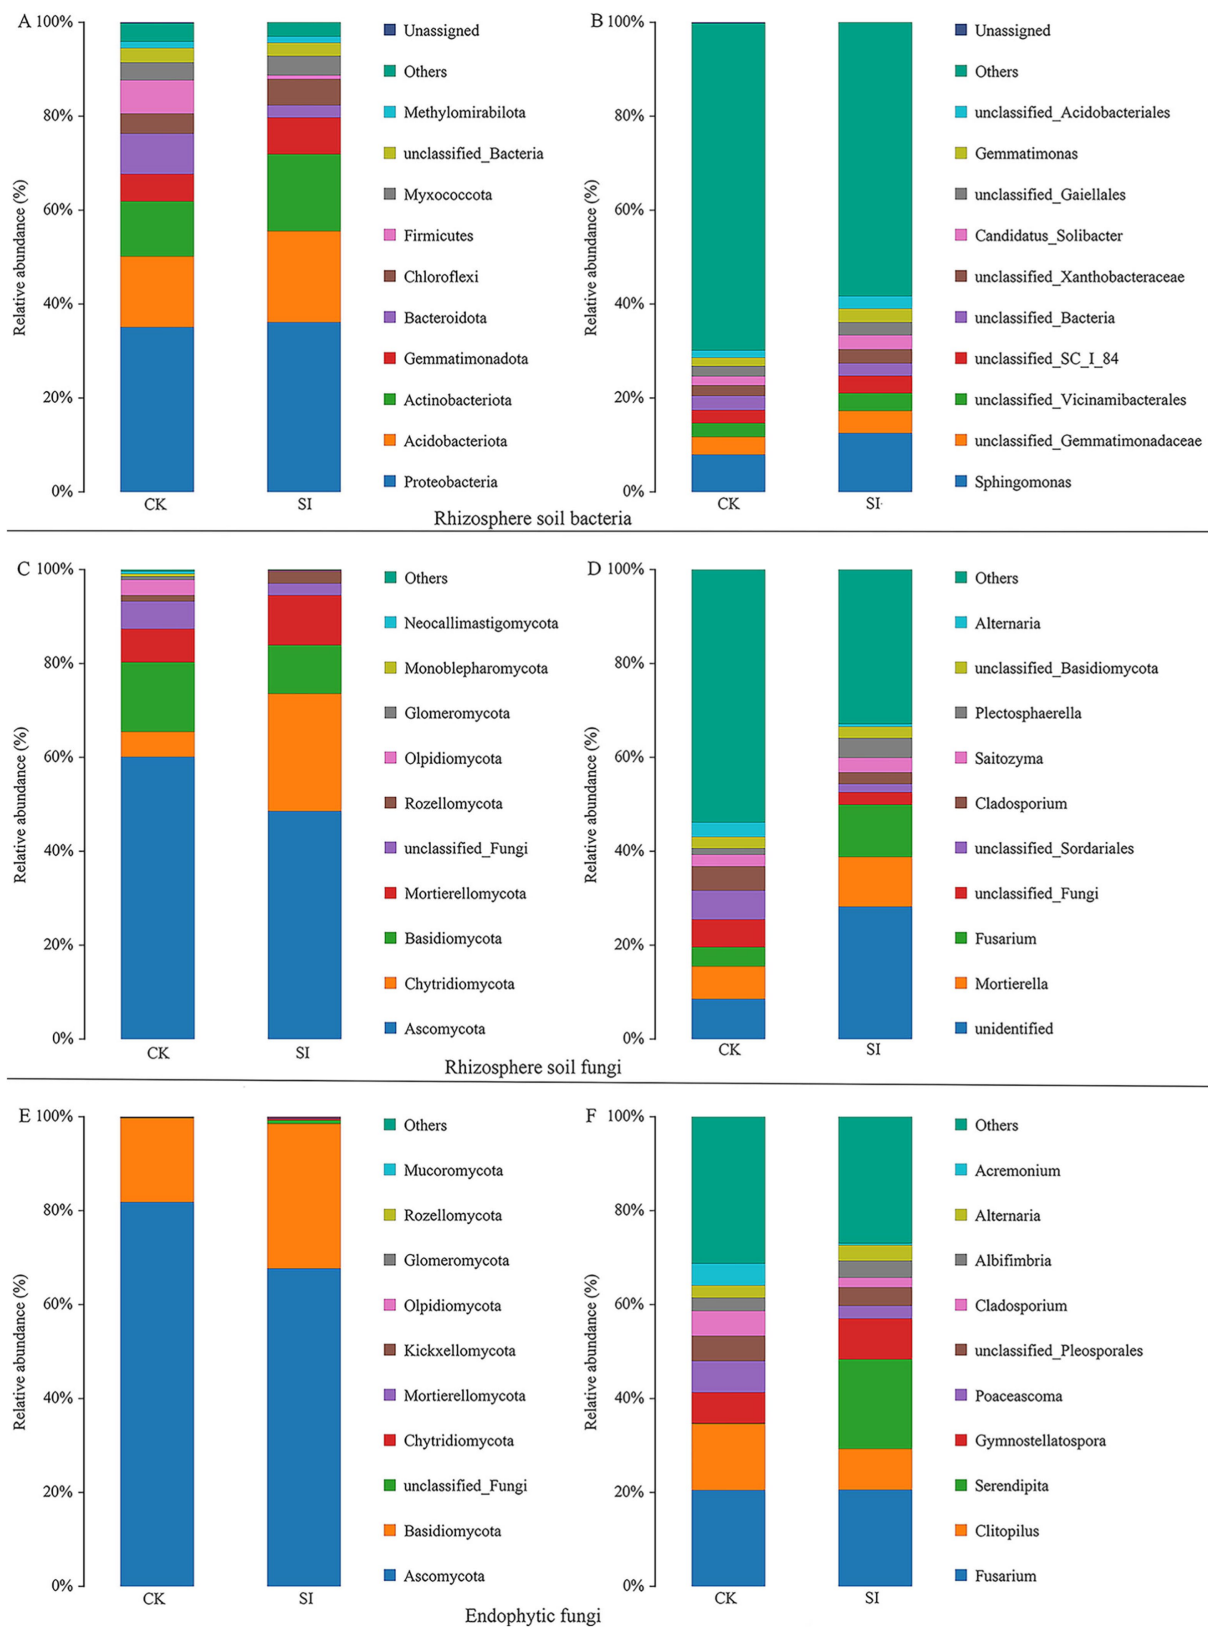 A
100%
80%
60%
40%
20%
0%
Relative abundance (%)
CK
SI
Unassigned
Others
Methylomirabilota
unclassified_Bacteria
Myxococcota
Firmicutes
Chloroflexi
Bacteroidota
Gemmatimonadota
Actinobacteriota
Acidobacteriota
Proteobacteria
B
100%
80%
60%
40%
20%
0%
Relative abundance (%)
CK
SI
Unassigned
Others
unclassified_Acidobacteriales
Gemmatimonas
unclassified_Gaiellales
Candidatus_Solibacter
unclassified_Xanthobacteraceae
unclassified_Bacteria
unclassified_SC_I_84
unclassified_Vicinamibacterales
unclassified_Gemmatimonadaceae
Sphingomonas
Rhizosphere soil bacteria
C
100%
80%
60%
40%
20%
0%
Relative abundance (%)
CK
SI
Others
Neocallimastigomycota
Monoblepharomycota
Glomeromycota
Olpidiomycota
Rozellomycota
unclassified_Fungi
Mortierellomycota
Basidiomycota
Chytridiomycota
Ascomycota
D
100%
80%
60%
40%
20%
0%
Relative abundance (%)
CK
SI
Others
Alternaria
unclassified_Basidiomycota
Plectosphaerella
Saitozyma
Cladosporium
unclassified_Sordariales
unclassified_Fungi
Fusarium
Mortierella
unidentified
Rhizosphere soil fungi
E
100%
80%
60%
40%
20%
0%
Relative abundance (%)
CK
SI
Others
Mucoromycota
Rozellomycota
Glomeromycota
Olpidiomycota
Kickxellomycota
Mortierellomycota
Chytridiomycota
unclassified_Fungi
Basidiomycota
Ascomycota
F
100%
80%
60%
40%
20%
0%
Relative abundance (%)
CK
SI
Others
Acremonium
Alternaria
Albifimbria
Cladosporium
unclassified_Pleosporales
Poaceascoma
Gymnostellatospora
Serendipita
Clitopilus
Fusarium
Endophytic fungi